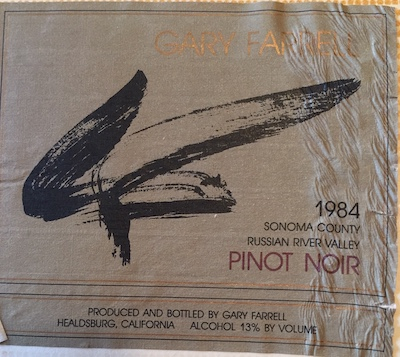 GARY FARRELL
1984
SONOMA COUNTY
RUSSIAN RIVER VALLEY
PINOT NOIR
PRODUCED AND BOTTLED BY GARY FARRELL
HEALDSBURG, CALIFORNIA ALCOHOL 13% BY VOLUME